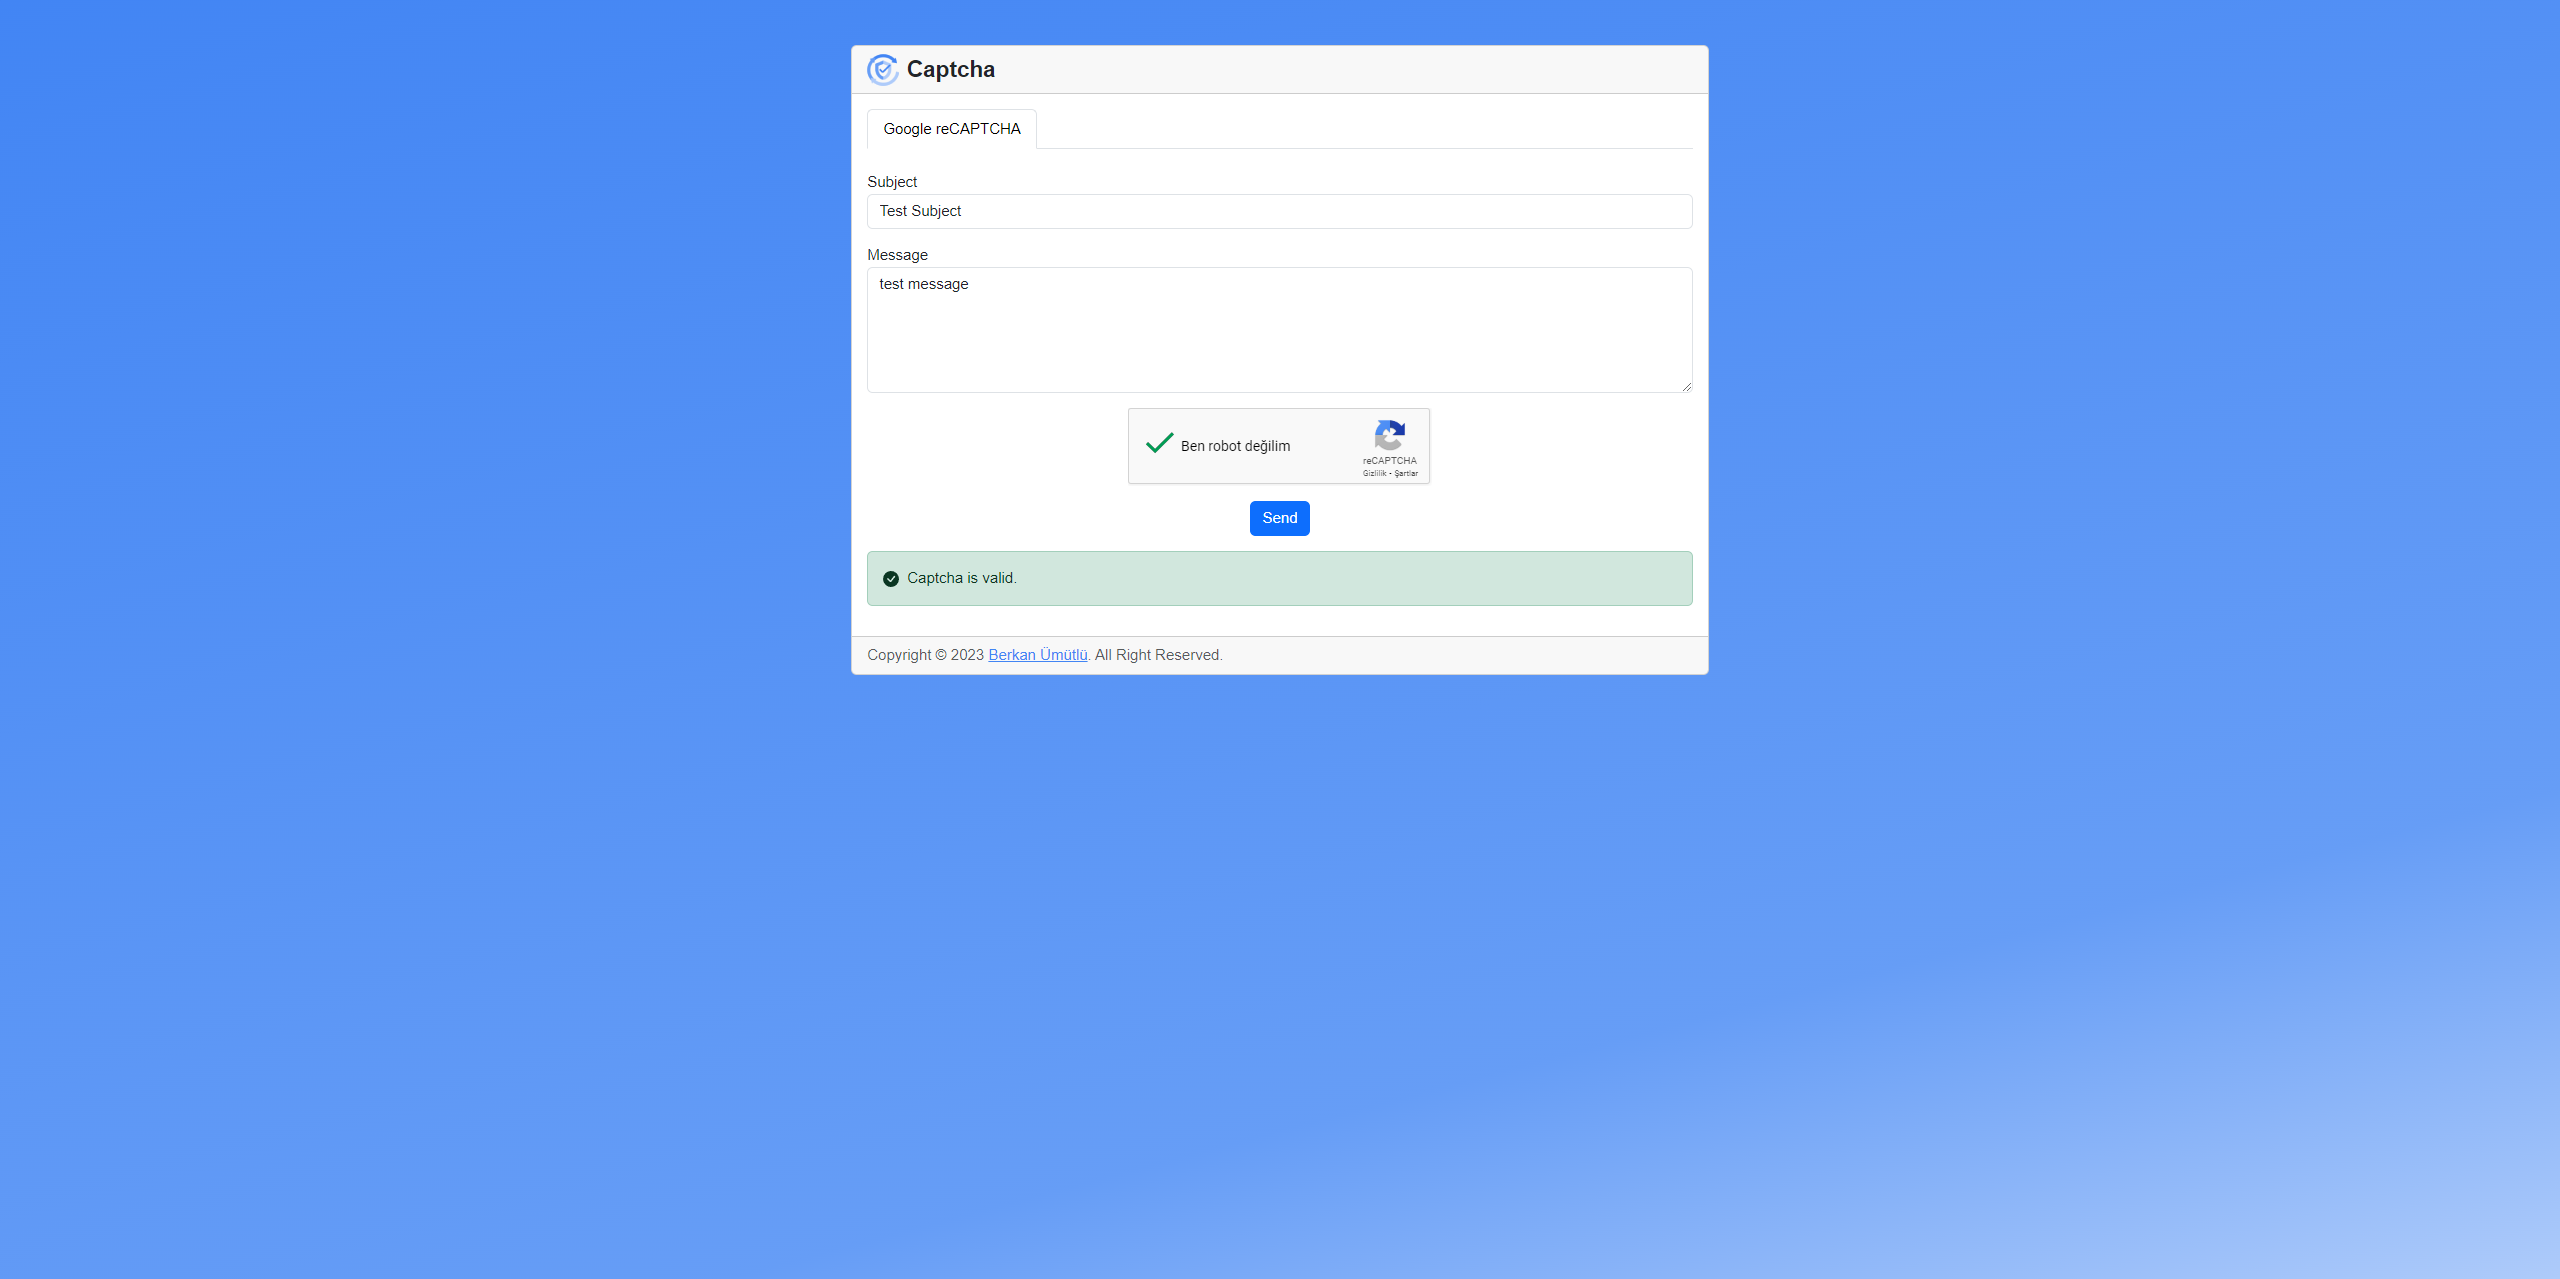 Captcha
Google reCAPTCHA
Subject
Test Subject
Message
test message
Ben robot değilim
reCAPTCHA
Gizlilik - Şartlar
Send
Captcha is valid.
Copyright © 2023 Berkan Ümütlü. All Right Reserved.